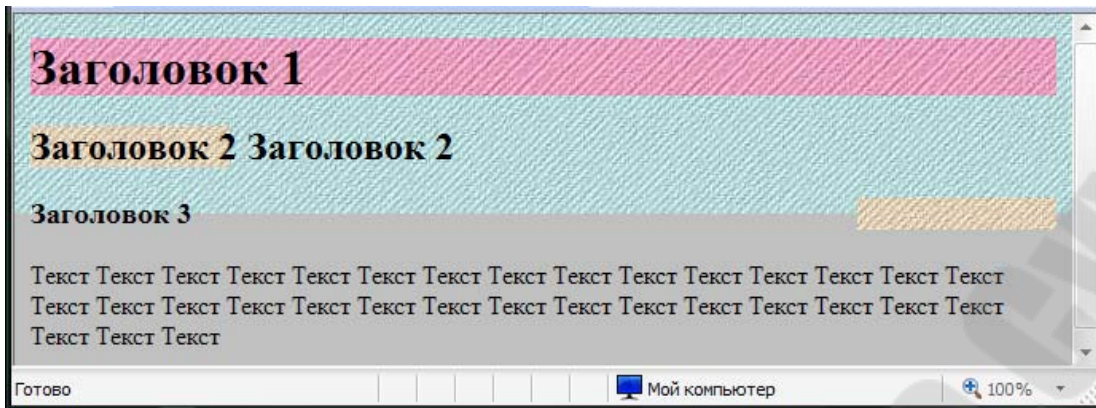 Заголовок 1
Заголовок 2 Заголовок 2
Заголовок 3
Текст Текст Текст Текст Текст Текст Текст Текст Текст Текст Текст Текст Текст Текст Текст
Текст Текст Текст Текст Текст Текст Текст Текст Текст Текст Текст Текст Текст Текст Текст
Текст Текст Текст
Готово Мой компьютер 100%